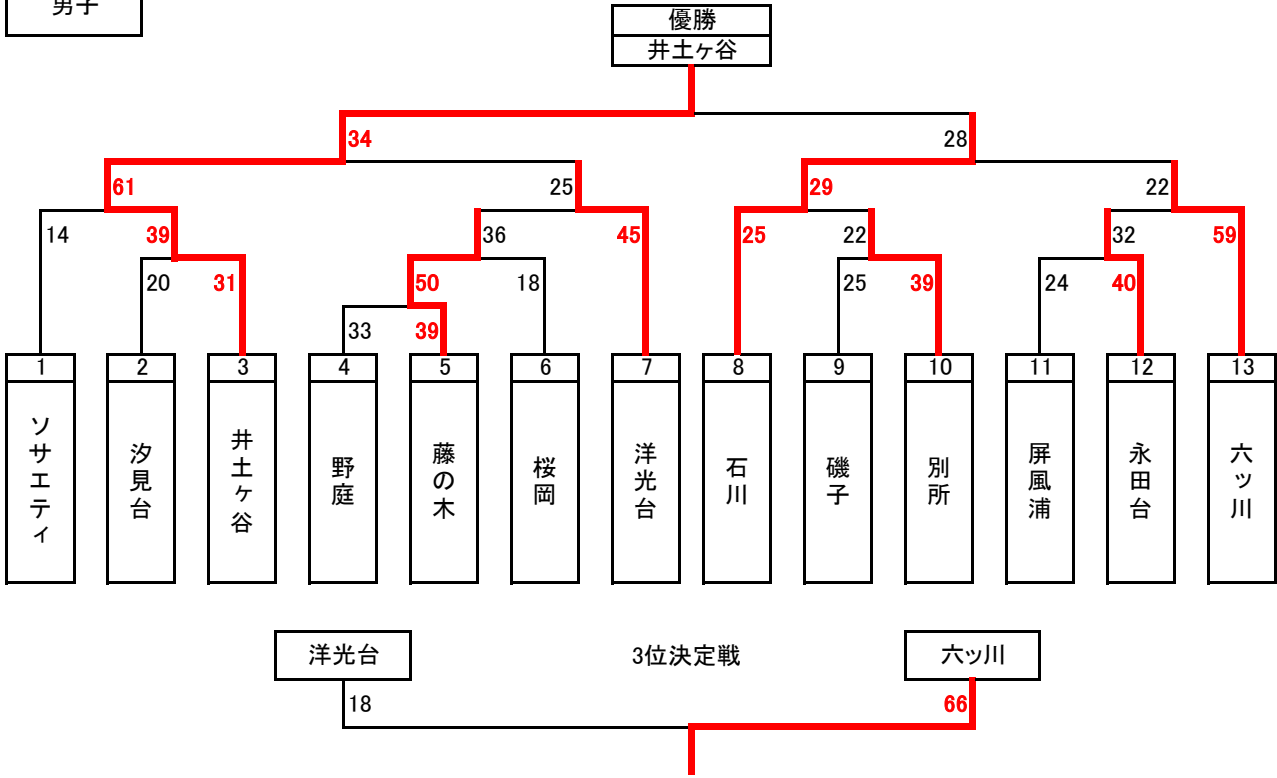 男子
優勝
井土ヶ谷
34 28
61 25 29 22
14 39 36 45 25 22 32 59
20 31 50 18 25 39 24 40
33 39
1 2 3 4 5 6 7 8 9 10 11 12 13
ソサエティ
汐見台
井土ヶ谷
野庭
藤の木
桜岡
洋光台
石川
磯子
別所
屏風浦
永田台
六ッ川
洋光台 3位決定戦 六ッ川
18 66